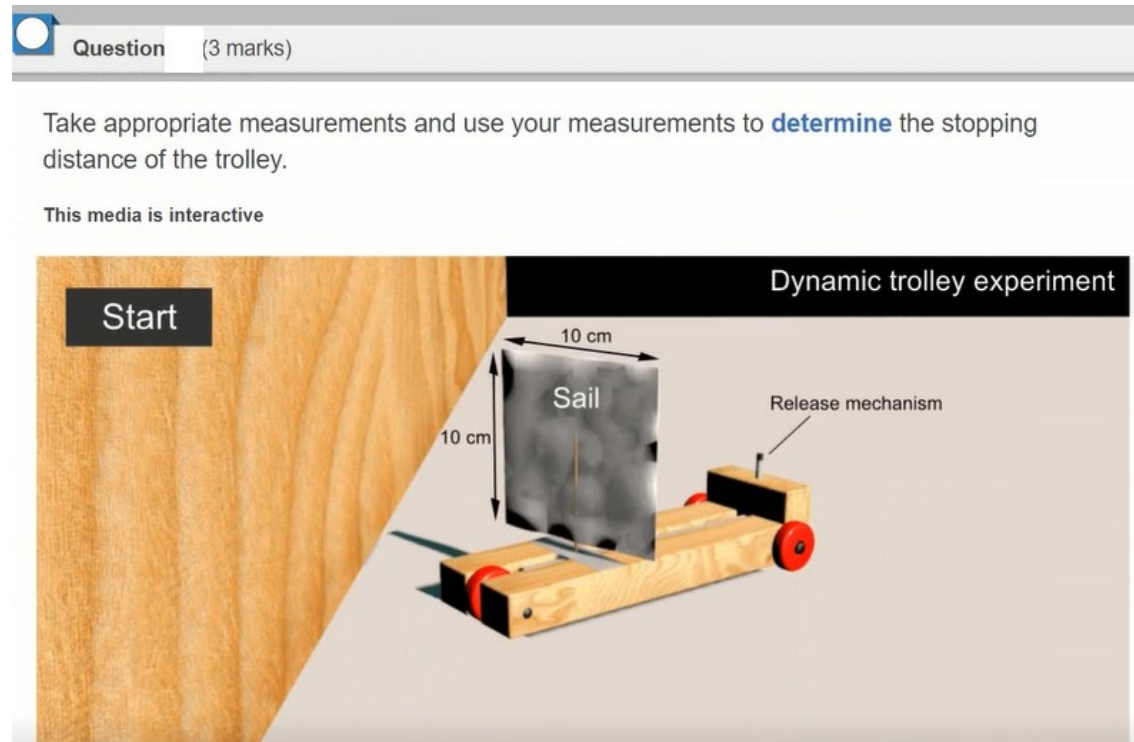 Question (3 marks)
Take appropriate measurements and use your measurements to determine the stopping
distance of the trolley.
This media is interactive
Start
Dynamic trolley experiment
10 cm
Sail
Release mechanism
10 cm